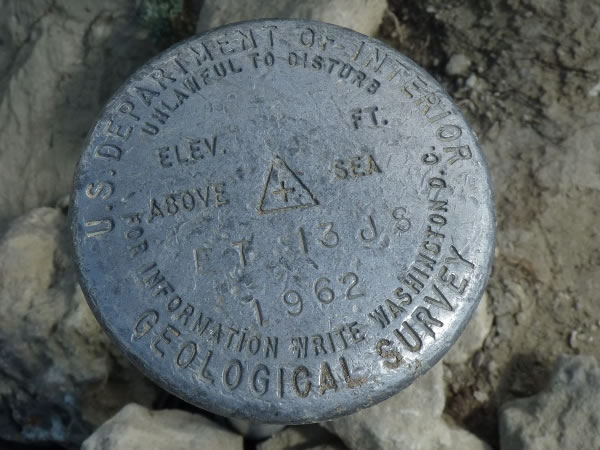 U.S. DEPARTMENT OF INTERIOR
UNLAWFUL TO DISTURB
ELEV. FT.
ABOVE SEA
FT 13 JS
1962
FOR INFORMATION WRITE WASHINGTON D.C.
GEOLOGICAL SURVEY